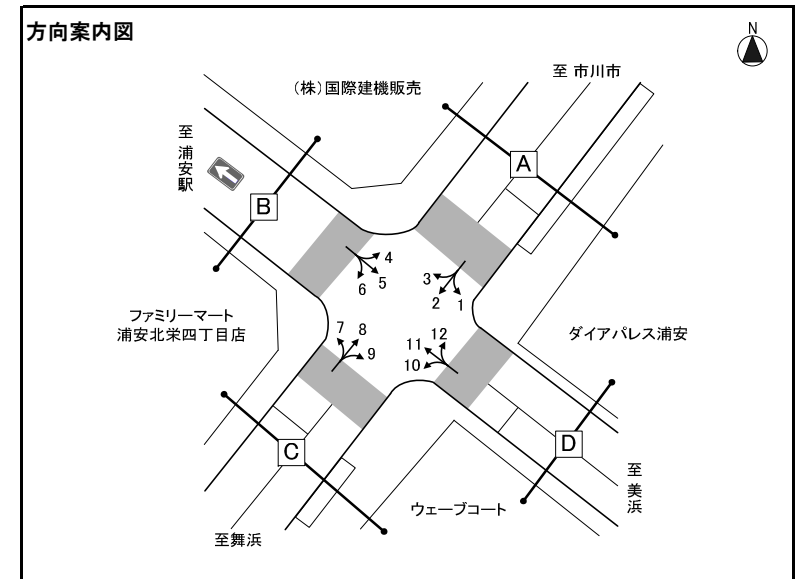 方向案内図
N
至 市川市
(株)国際建機販売
至 浦安駅
A
B
4
5
6
3
2
1
ファミリーマート
浦安北栄四丁目店
7
8
9
12
11
10
ダイアパレス浦安
C
D
至 美浜
ウェーブコート
至舞浜